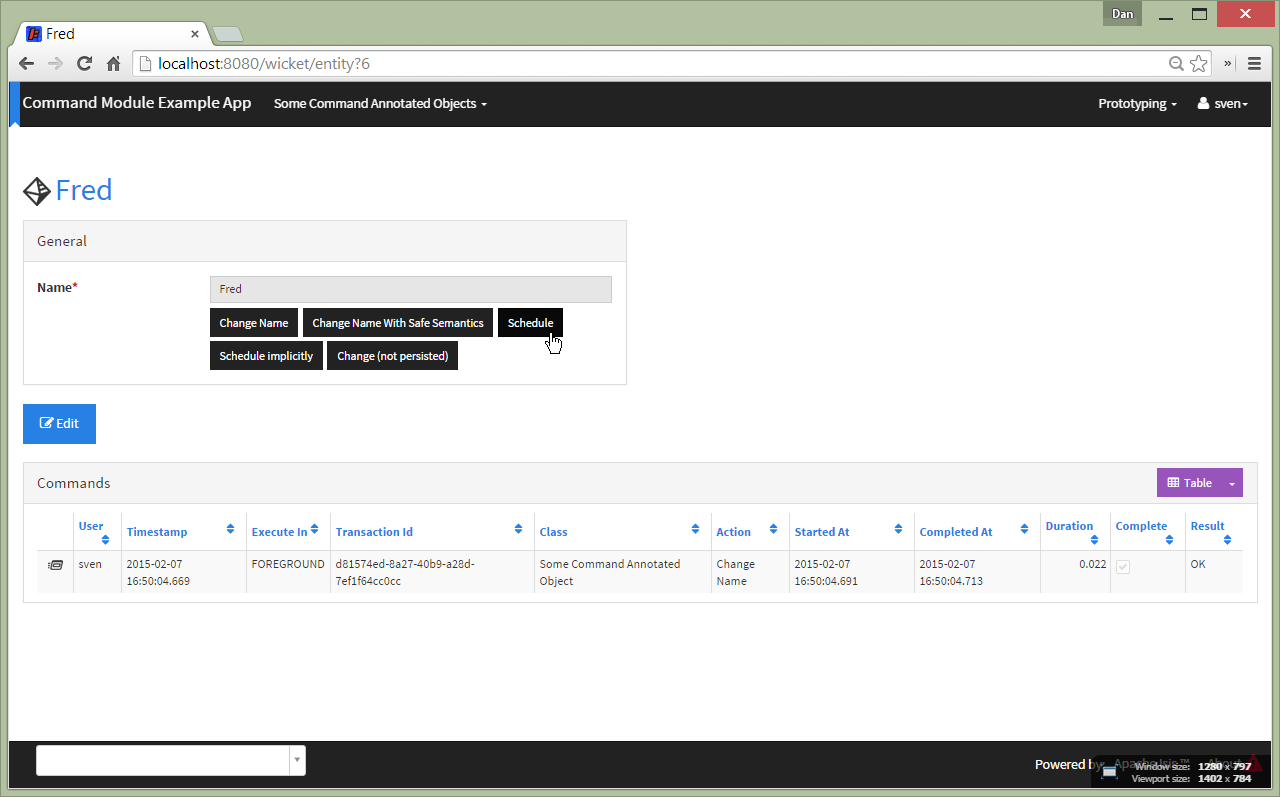 Dan
Fred
localhost:8080/wicket/entity?6
Command Module Example App Some Command Annotated Objects Prototyping sven
Fred
General
Name* Fred
Change Name Change Name With Safe Semantics Schedule
Schedule implicitly Change (not persisted)
Edit
Commands Table
User Timestamp Execute In Transaction Id Class Action Started At Completed At Duration Complete Result
sven 2015-02-07 FOREGROUND d81574ed-8a27-40b9-a28d- Some Command Annotated Change 2015-02-07 2015-02-07 0.022 OK
16:50:04.669 7ef1f64cc0cc Object Name 16:50:04.691 16:50:04.713
Powered by Apache Isis™ About
Window size: 1280 x 797
Viewport size: 1402 x 784